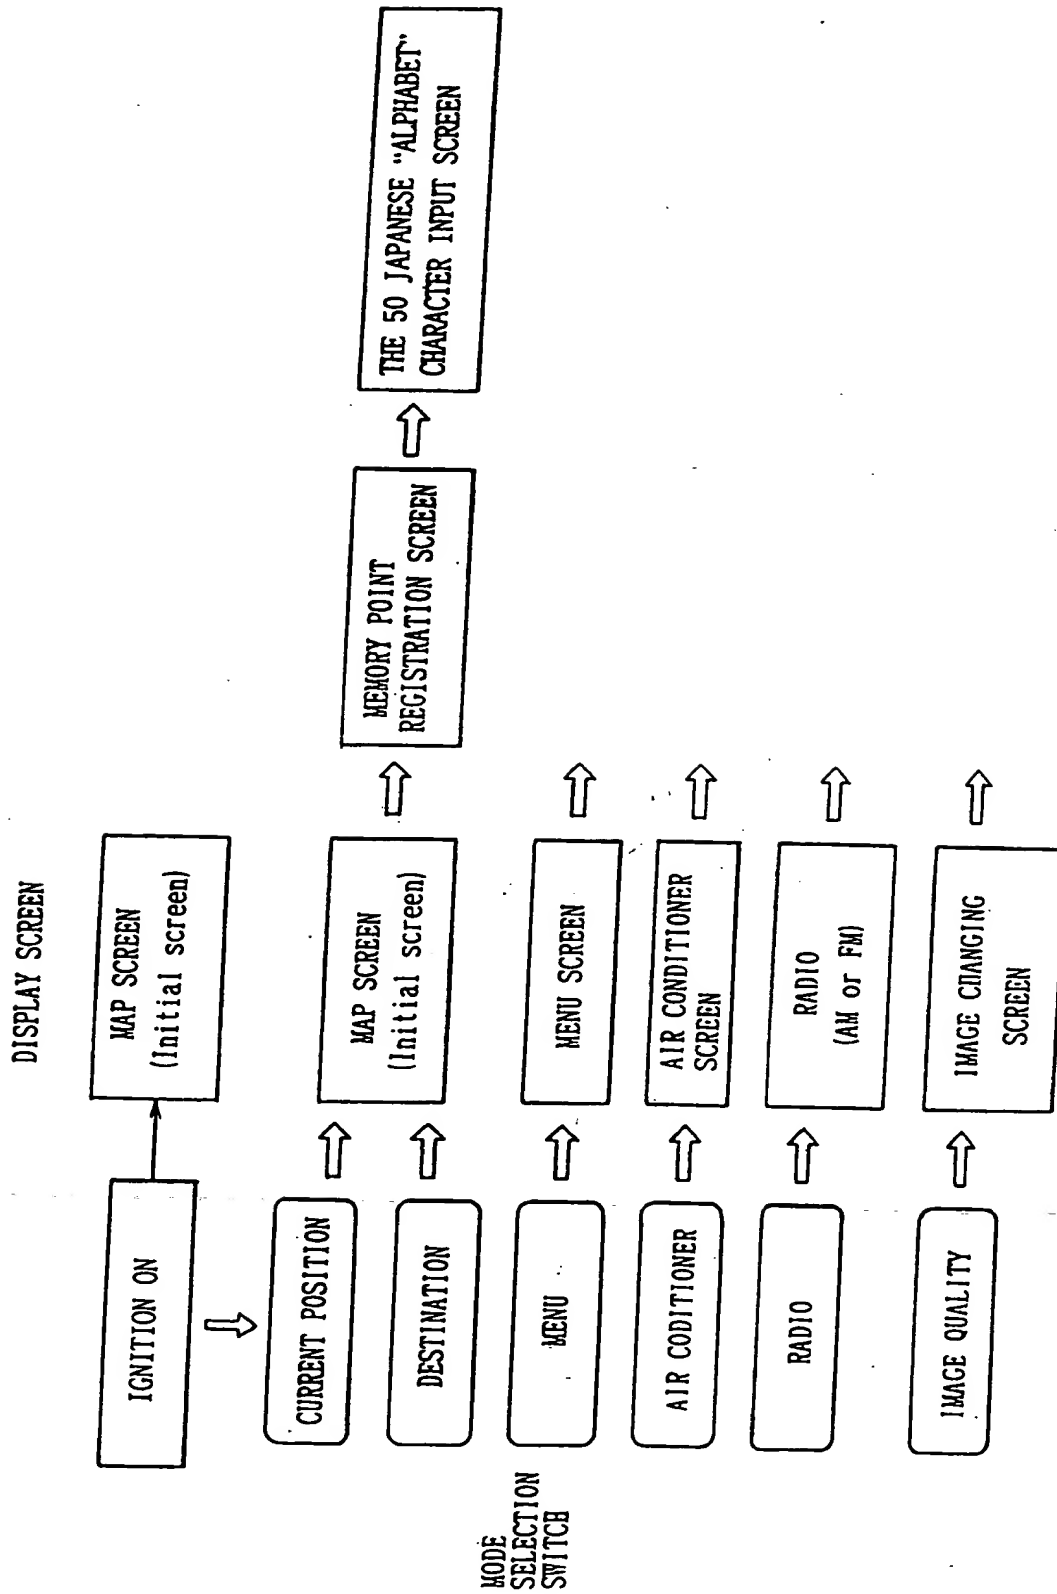 DISPLAY SCREEN
IGNITION ON
MAP SCREEN
(Initial screen)
MODE
SELECTION
SWITCH
CURRENT POSITION
DESTINATION
MAP SCREEN
(Initial screen)
MEMORY POINT
REGISTRATION SCREEN
THE 50 JAPANESE "ALPHABET"
CHARACTER INPUT SCREEN
MENU
MENU SCREEN
AIR CODITIONER
AIR CONDITIONER
SCREEN
RADIO
RADIO
(AM or FM)
IMAGE QUALITY
IMAGE CHANGING
SCREEN